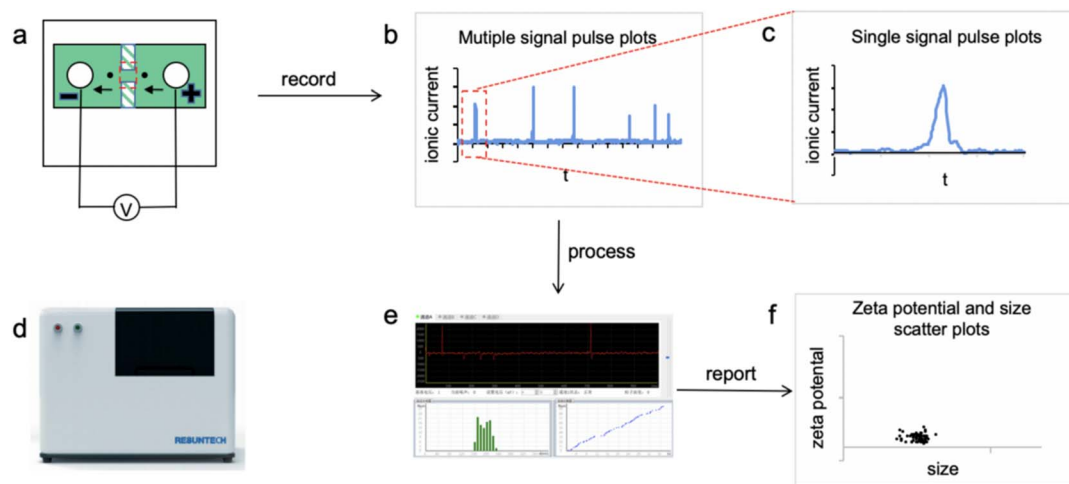 a
V
record
b
Mutiple signal pulse plots
ionic current
t
c
Single signal pulse plots
ionic current
t
process
d
RESUNTECH
e
report
f
Zeta potential and size
scatter plots
zeta potential
size